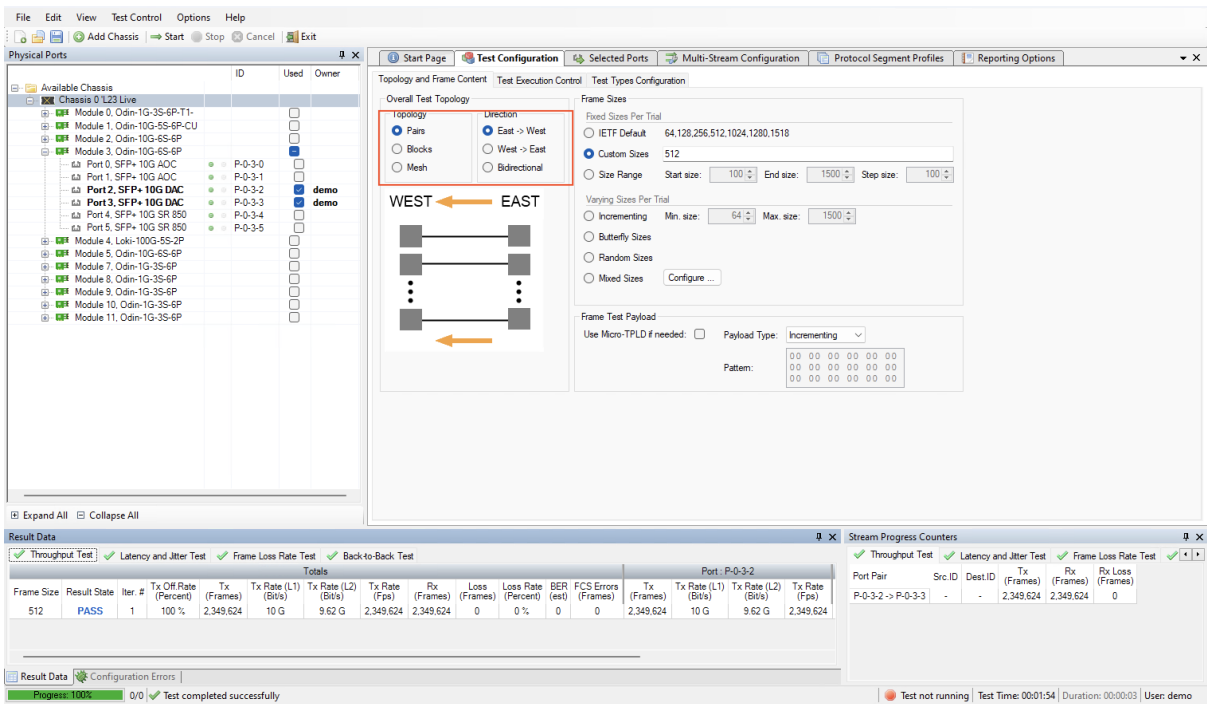 File Edit View Test Control Options Help
Add Chassis Start Stop Cancel Exit
Physical Ports
ID Used Owner
Available Chassis
Chassis 0 'L23 Live
Module 0, Odin-1G-3S-6P-T1-
Module 1, Odin-10G-5S-6P-CU
Module 2, Odin-10G-6S-6P
Module 3, Odin-10G-6S-6P
Port 0, SFP+ 10G AOC P-0-3-0
Port 1, SFP+ 10G AOC P-0-3-1
Port 2, SFP+ 10G DAC P-0-3-2 demo
Port 3, SFP+ 10G DAC P-0-3-3 demo
Port 4, SFP+ 10G SR 850 P-0-3-4
Port 5, SFP+ 10G SR 850 P-0-3-5
Module 4, Loki-100G-5S-2P
Module 5, Odin-10G-6S-6P
Module 7, Odin-1G-3S-6P
Module 8, Odin-1G-3S-6P
Module 9, Odin-1G-3S-6P
Module 10, Odin-1G-3S-6P
Module 11, Odin-1G-3S-6P
Expand All Collapse All
Start Page Test Configuration Selected Ports Multi-Stream Configuration Protocol Segment Profiles Reporting Options
Topology and Frame Content Test Execution Control Test Types Configuration
Overall Test Topology
Topology Direction
Pairs East -> West
Blocks West -> East
Mesh Bidirectional
WEST EAST
Frame Sizes
Fixed Sizes Per Trial
IETF Default 64,128,256,512,1024,1280,1518
Custom Sizes 512
Size Range Start size: 100 End size: 1500 Step size: 100
Varying Sizes Per Trial
Incrementing Min. size: 64 Max. size: 1500
Butterfly Sizes
Random Sizes
Mixed Sizes Configure ...
Frame Test Payload
Use Micro-TPLD if needed: Payload Type: Incrementing
Pattern:
00 00 00 00 00 00
00 00 00 00 00 00
00 00 00 00 00 00
Result Data
Throughput Test Latency and Jitter Test Frame Loss Rate Test Back-to-Back Test
Totals Port : P-0-3-2
Frame Size Result State Iter. # Tx Off.Rate (Percent) Tx (Frames) Tx Rate (L1) (Bit/s) Tx Rate (L2) (Bit/s) Tx Rate (Fps) Rx (Frames) Loss (Frames) Loss Rate (Percent) BER (est) FCS Errors (Frames) Tx (Frames) Tx Rate (L1) (Bit/s) Tx Rate (L2) (Bit/s) Tx Rate (Fps)
512 PASS 1 100 % 2,349,624 10 G 9.62 G 2,349,624 2,349,624 0 0 % 0 0 2,349,624 10 G 9.62 G 2,349,624
Result Data Configuration Errors
Stream Progress Counters
Throughput Test Latency and Jitter Test Frame Loss Rate Test
Port Pair Src.ID Dest.ID Tx (Frames) Rx (Frames) Rx Loss (Frames)
P-0-3-2 -> P-0-3-3 - - 2,349,624 2,349,624 0
Progress: 100% 0/0 Test completed successfully
Test not running Test Time: 00:01:54 Duration: 00:00:03 User: demo